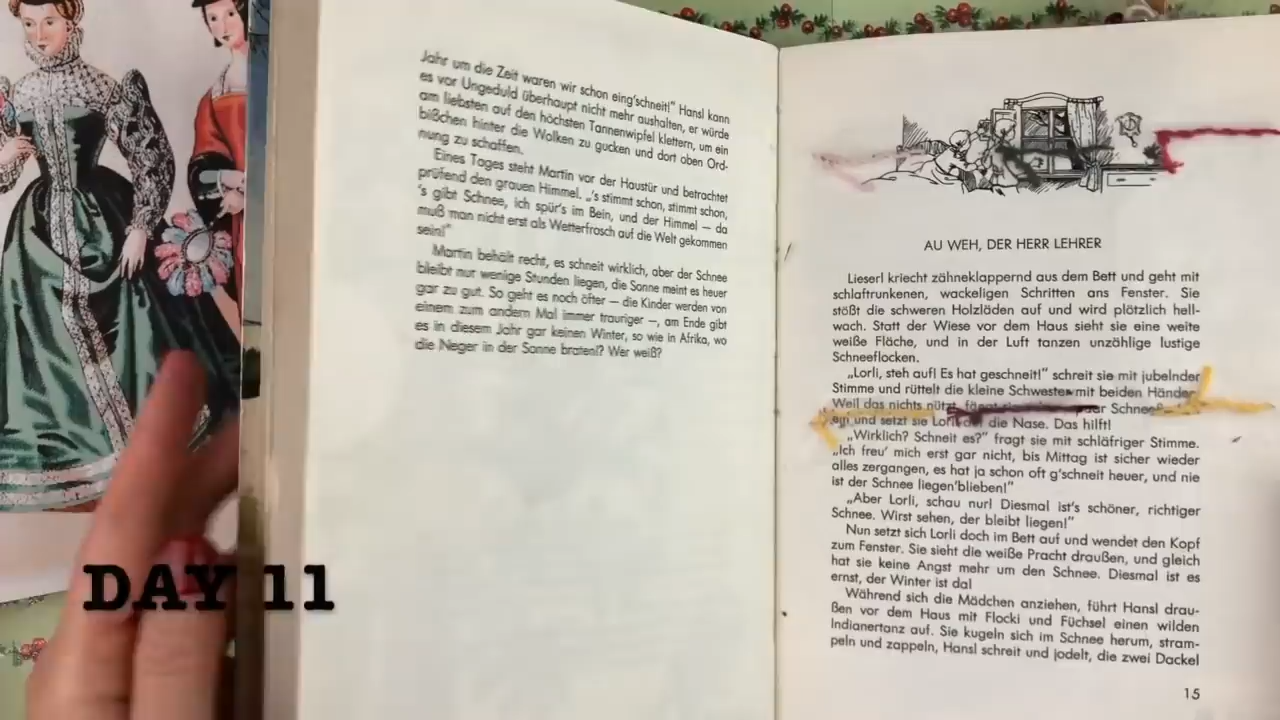 Jahr um die Zeit waren wir schon eing'schneit!" Hansl kann
es vor Ungeduld überhaupt nicht mehr aushalten, er würde
am liebsten auf den höchsten Tannenwipfel klettern, um ein
bißchen hinter die Wolken zu gucken und dort oben Ord-
nung zu schaffen.
Eines Tages steht Martin vor der Haustür und betrachtet
prüfend den grauen Himmel. „'s stimmt schon, stimmt schon,
's gibt Schnee, ich spür's im Bein, und der Himmel — da
muß man nicht erst als Wetterfrosch auf die Welt gekommen
sein!"
Martin behält recht, es schneit wirklich, aber der Schnee
bleibt nur wenige Stunden liegen, die Sonne meint es heuer
gar zu gut. So geht es noch öfter — die Kinder werden von
einem zum andern Mal immer trauriger —, am Ende gibt
es in diesem Jahr gar keinen Winter, so wie in Afrika, wo
die Neger in der Sonne braten!? Wer weiß?
AU WEH, DER HERR LEHRER
Lieserl kriecht zähneklappernd aus dem Bett und geht mit
schlaftrunkenen, wackeligen Schritten ans Fenster. Sie
stößt die schweren Holzläden auf und wird plötzlich hell-
wach. Statt der Wiese vor dem Haus sieht sie eine weite
weiße Fläche, und in der Luft tanzen unzählige lustige
Schneeflocken.
„Lorli, steh auf! Es hat geschneit!" schreit sie mit jubelnder
Stimme und rüttelt die kleine Schwester mit beiden Händen.
Weil das nichts nützt, fängt der
ein und setzt sie Lorli auf die Nase. Das hilft!
„Wirklich? Schneit es?" fragt sie mit schläfriger Stimme.
„Ich freu' mich erst gar nicht, bis Mittag ist sicher wieder
alles zergangen, es hat ja schon oft g'schneit heuer, und nie
ist der Schnee liegen'blieben!"
„Aber Lorli, schau nur! Diesmal ist's schöner, richtiger
Schnee. Wirst sehen, der bleibt liegen!"
Nun setzt sich Lorli doch im Bett auf und wendet den Kopf
zum Fenster. Sie sieht die weiße Pracht draußen, und gleich
hat sie keine Angst mehr um den Schnee. Diesmal ist es
ernst, der Winter ist da!
Während sich die Mädchen anziehen, führt Hansl drau-
ßen vor dem Haus mit Flocki und Füchsel einen wilden
Indianertanz auf. Sie kugeln sich im Schnee herum, stram-
peln und zappeln, Hansl schreit und jodelt, die zwei Dackel
15
DAY 11